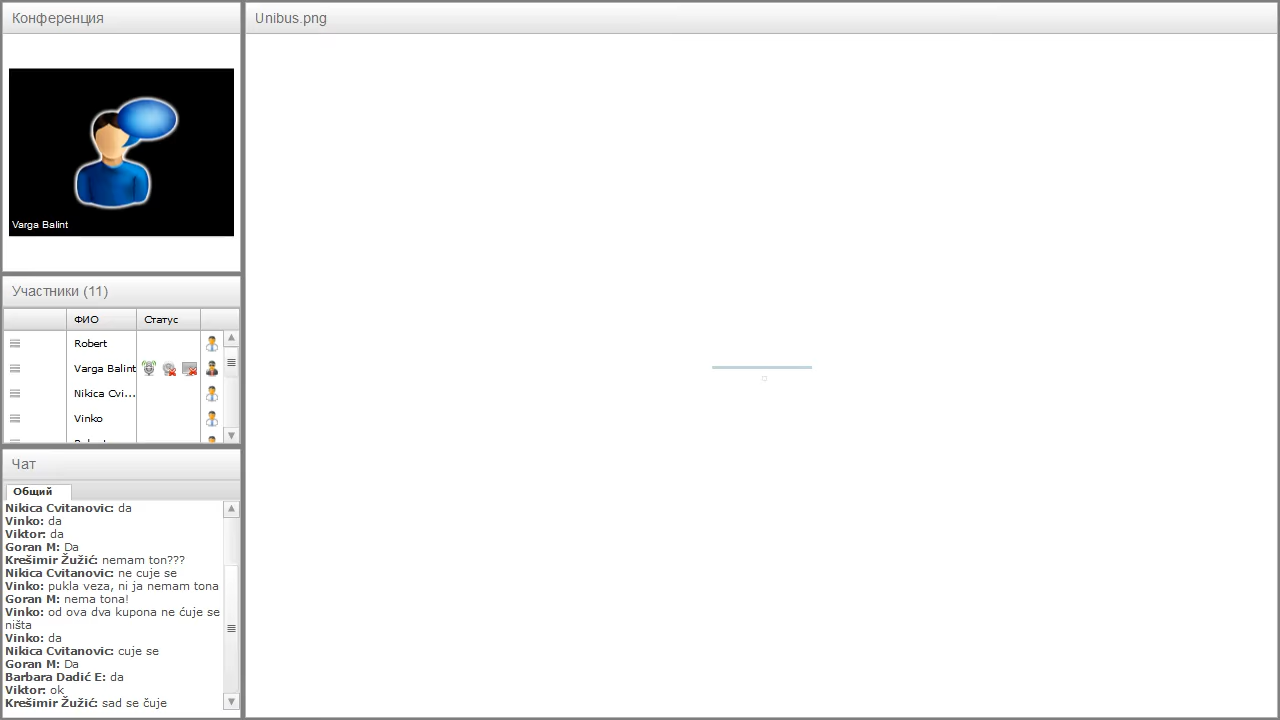 Конференция
Unibus.png
Varga Balint
Участники (11)
ФИО Статус
Robert
Varga Balint
Nikica Cvi...
Vinko
Чат
Общий
Nikica Cvitanovic: da
Vinko: da
Viktor: da
Goran M: Da
Krešimir Žužić: nemam ton???
Nikica Cvitanovic: ne cuje se
Vinko: pukla veza, ni ja nemam tona
Goran M: nema tona!
Vinko: od ova dva kupona ne ćuje se
ništa
Vinko: da
Nikica Cvitanovic: cuje se
Goran M: Da
Barbara Dadić E: da
Viktor: ok
Krešimir Žužić: sad se čuje